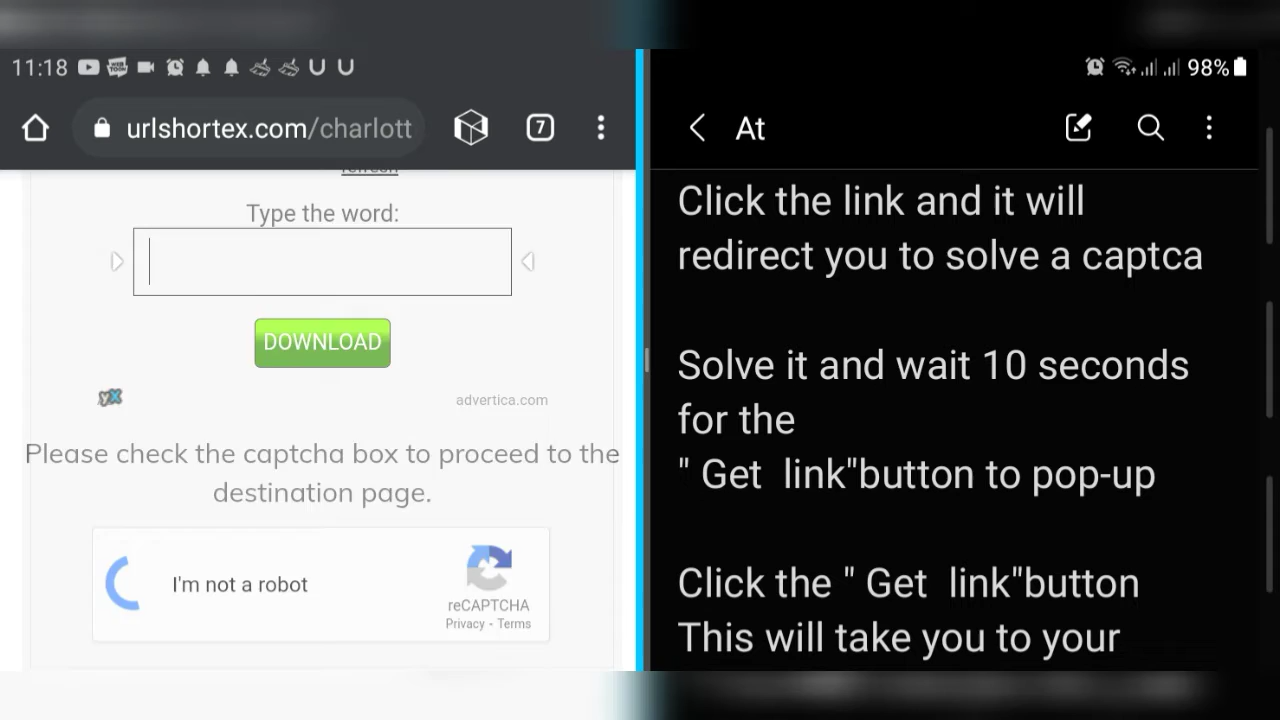 11:18
urlshortex.com/charlott
7
refresh
Type the word:
DOWNLOAD
yx
advertica.com
Please check the captcha box to proceed to the
destination page.
I'm not a robot
reCAPTCHA
Privacy - Terms
98%
At
Click the link and it will
redirect you to solve a captca
Solve it and wait 10 seconds
for the
" Get  link"button to pop-up
Click the " Get  link"button
This will take you to your